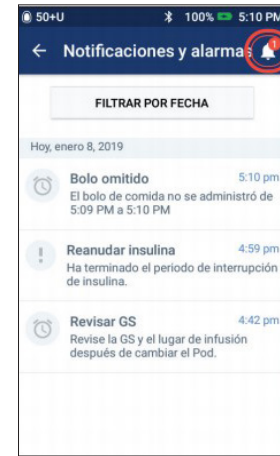 50+U 100% 5:10 PM
Notificaciones y alarmas 1
FILTRAR POR FECHA
Hoy, enero 8, 2019
Bolo omitido 5:10 pm
El bolo de comida no se administró de
5:09 PM a 5:10 PM
Reanudar insulina 4:59 pm
Ha terminado el periodo de interrupción
de insulina.
Revisar GS 4:42 pm
Revise la GS y el lugar de infusión
después de cambiar el Pod.